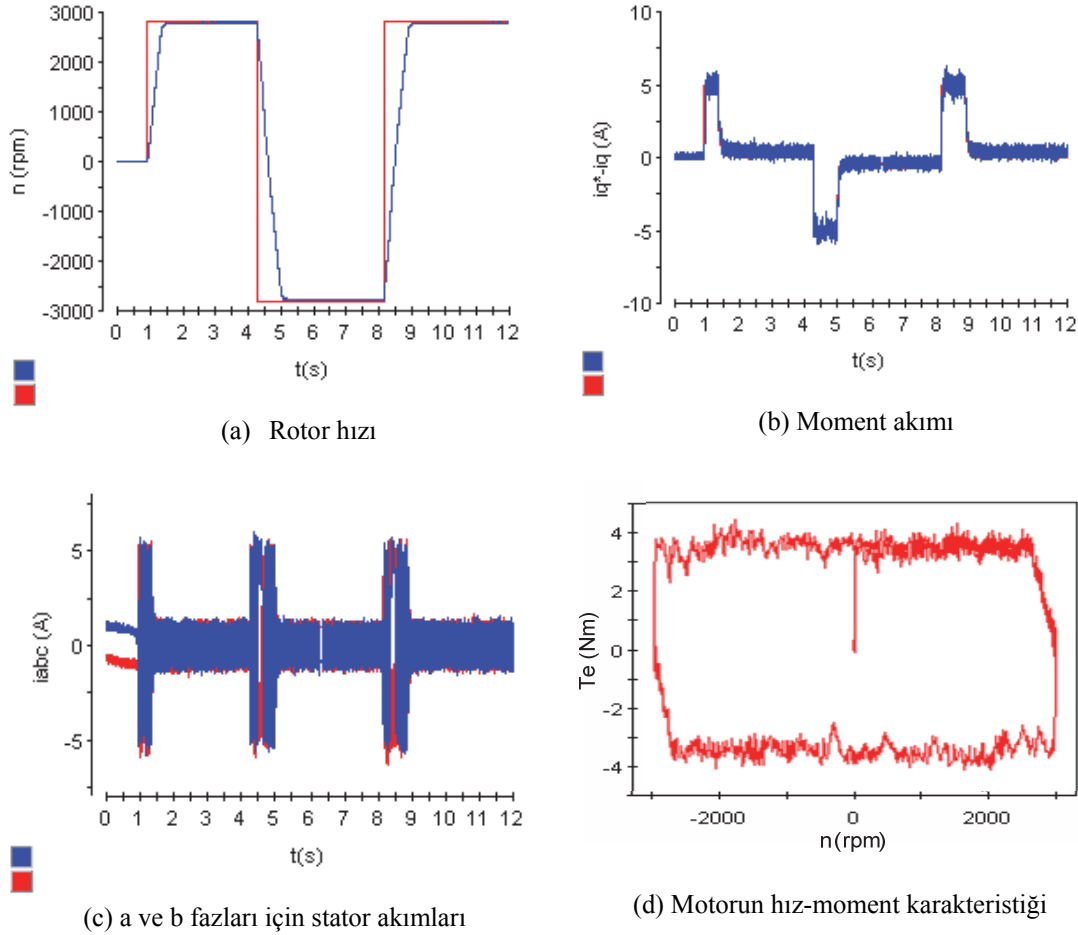 3000
2000
1000
0
-1000
-2000
-3000
n (rpm)
0 1 2 3 4 5 6 7 8 9 10 11 12
t(s)
(a) Rotor hızı
10
5
0
-5
-10
iq*-iq (A)
0 1 2 3 4 5 6 7 8 9 10 11 12
t(s)
(b) Moment akımı
5
0
-5
iabc (A)
0 1 2 3 4 5 6 7 8 9 10 11 12
t(s)
(c) a ve b fazları için stator akımları
4
2
0
-2
-4
Te (Nm)
-2000 0 2000
n (rpm)
(d) Motorun hız-moment karakteristiği